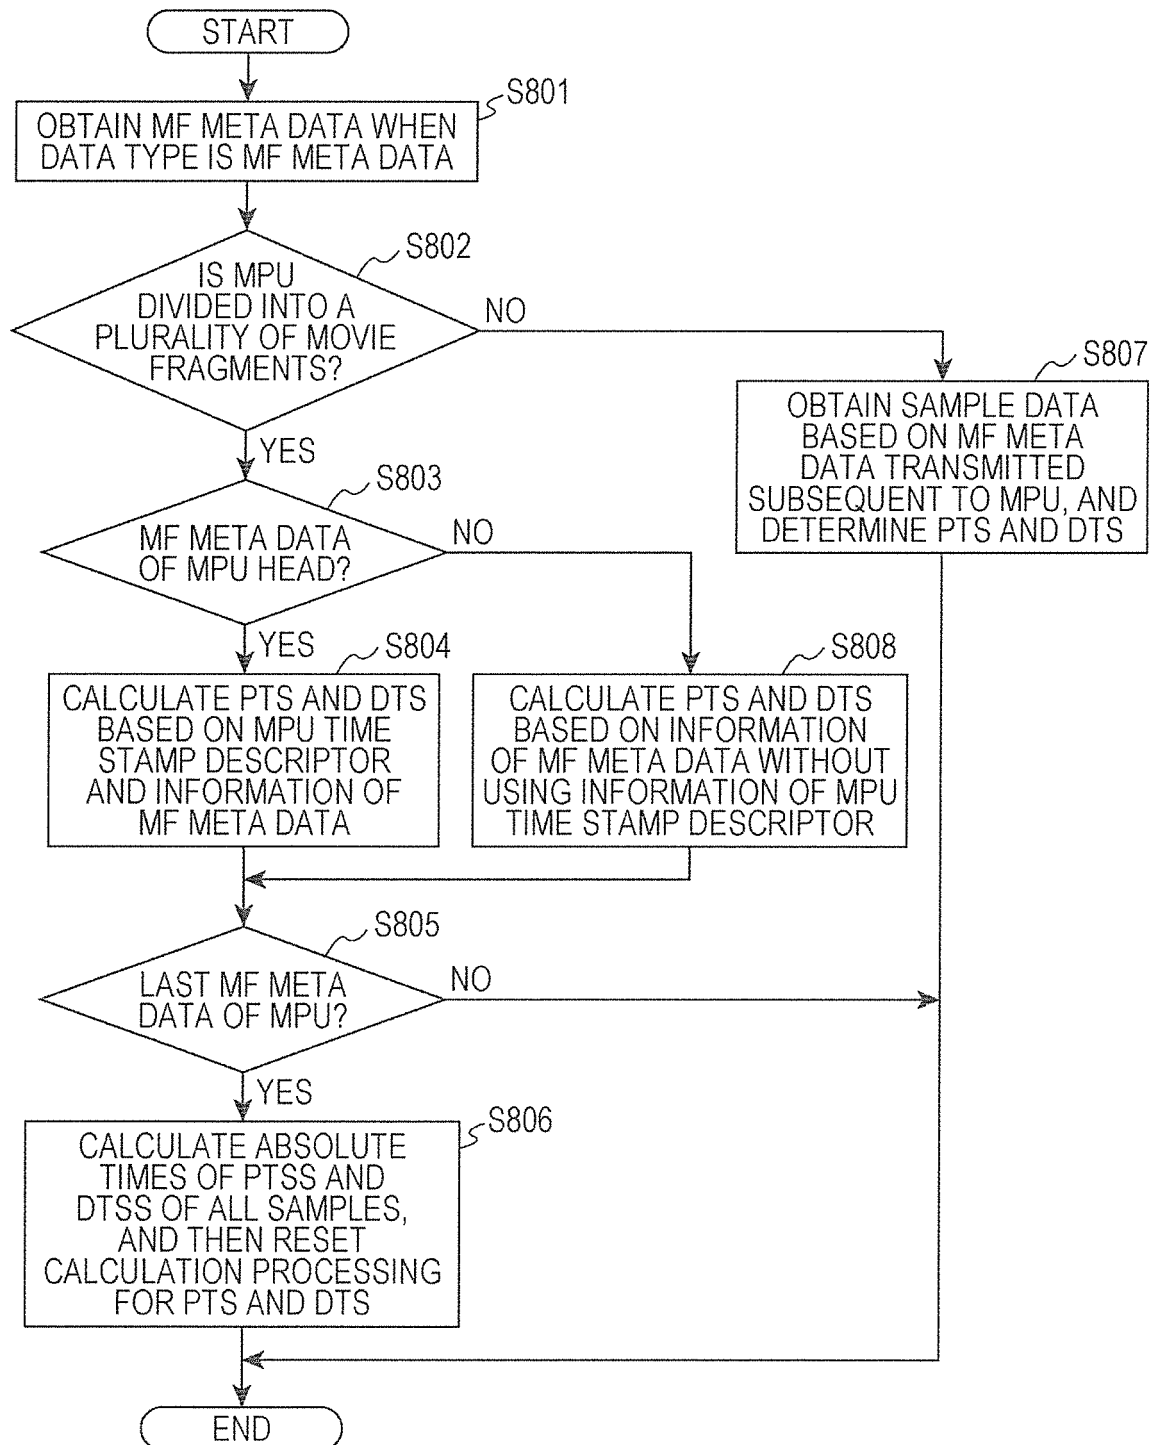 START
S801
OBTAIN MF META DATA WHEN
DATA TYPE IS MF META DATA
S802
IS MPU
DIVIDED INTO A
PLURALITY OF MOVIE
FRAGMENTS?
NO
YES
S807
OBTAIN SAMPLE DATA
BASED ON MF META
DATA TRANSMITTED
SUBSEQUENT TO MPU, AND
DETERMINE PTS AND DTS
S803
MF META DATA
OF MPU HEAD?
NO
YES
S804
CALCULATE PTS AND DTS
BASED ON MPU TIME
STAMP DESCRIPTOR
AND INFORMATION OF
MF META DATA
S808
CALCULATE PTS AND DTS
BASED ON INFORMATION
OF MF META DATA WITHOUT
USING INFORMATION OF MPU
TIME STAMP DESCRIPTOR
S805
LAST MF META
DATA OF MPU?
NO
YES
S806
CALCULATE ABSOLUTE
TIMES OF PTSS AND
DTSS OF ALL SAMPLES,
AND THEN RESET
CALCULATION PROCESSING
FOR PTS AND DTS
END